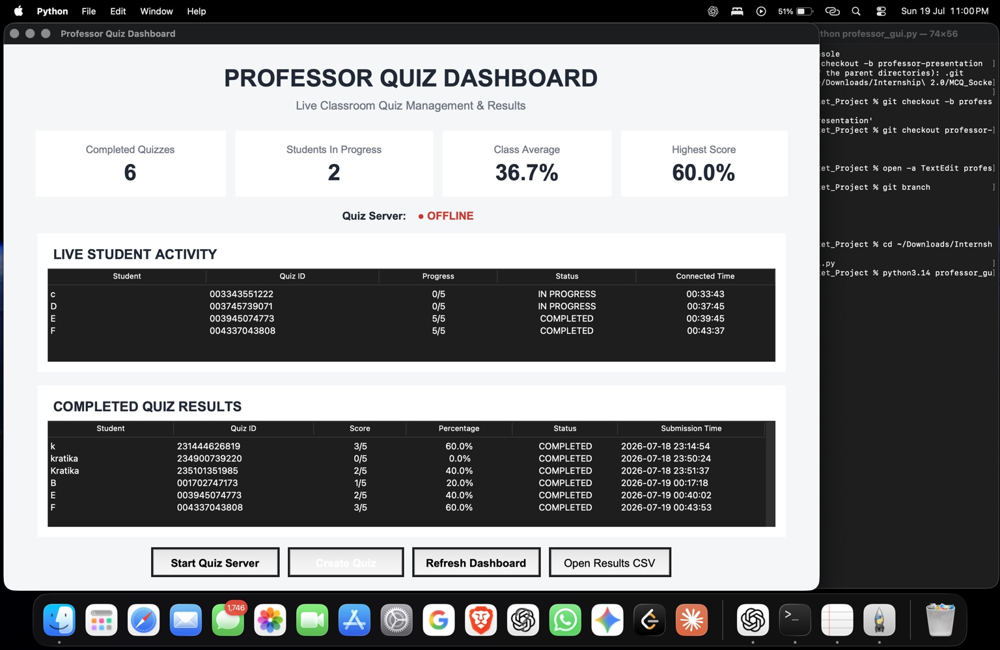 Python File Edit Window Help 51% Sun 19 Jul 11:00 PM
Professor Quiz Dashboard
thon professor_gui.py — 74×56
PROFESSOR QUIZ DASHBOARD
Live Classroom Quiz Management & Results
Completed Quizzes
6
Students In Progress
2
Class Average
36.7%
Highest Score
60.0%
Quiz Server: ● OFFLINE
LIVE STUDENT ACTIVITY
Student Quiz ID Progress Status Connected Time
c 003343551222 0/5 IN PROGRESS 00:33:43
D 003745739071 0/5 IN PROGRESS 00:37:45
E 003945074773 5/5 COMPLETED 00:39:45
F 004337043808 5/5 COMPLETED 00:43:37
COMPLETED QUIZ RESULTS
Student Quiz ID Score Percentage Status Submission Time
k 231444626819 3/5 60.0% COMPLETED 2026-07-18 23:14:54
kratika 234900739220 0/5 0.0% COMPLETED 2026-07-18 23:50:24
Kratika 235101351985 2/5 40.0% COMPLETED 2026-07-18 23:51:37
B 001702747173 1/5 20.0% COMPLETED 2026-07-19 00:17:18
E 003945074773 2/5 40.0% COMPLETED 2026-07-19 00:40:02
F 004337043808 3/5 60.0% COMPLETED 2026-07-19 00:43:53
Start Quiz Server Create Quiz Refresh Dashboard Open Results CSV
sole
checkout -b professor-presentation ]
the parent directories): .git
/Downloads/Internship\ 2.0/MCQ_Socke]
]
et_Project % git checkout -b profess
resentation'
et_Project % git checkout professor-]
et_Project % open -a TextEdit profes]
et_Project % git branch ]
et_Project % cd ~/Downloads/Internsh
.py ]
et_Project % python3.14 professor_gu]
1,746